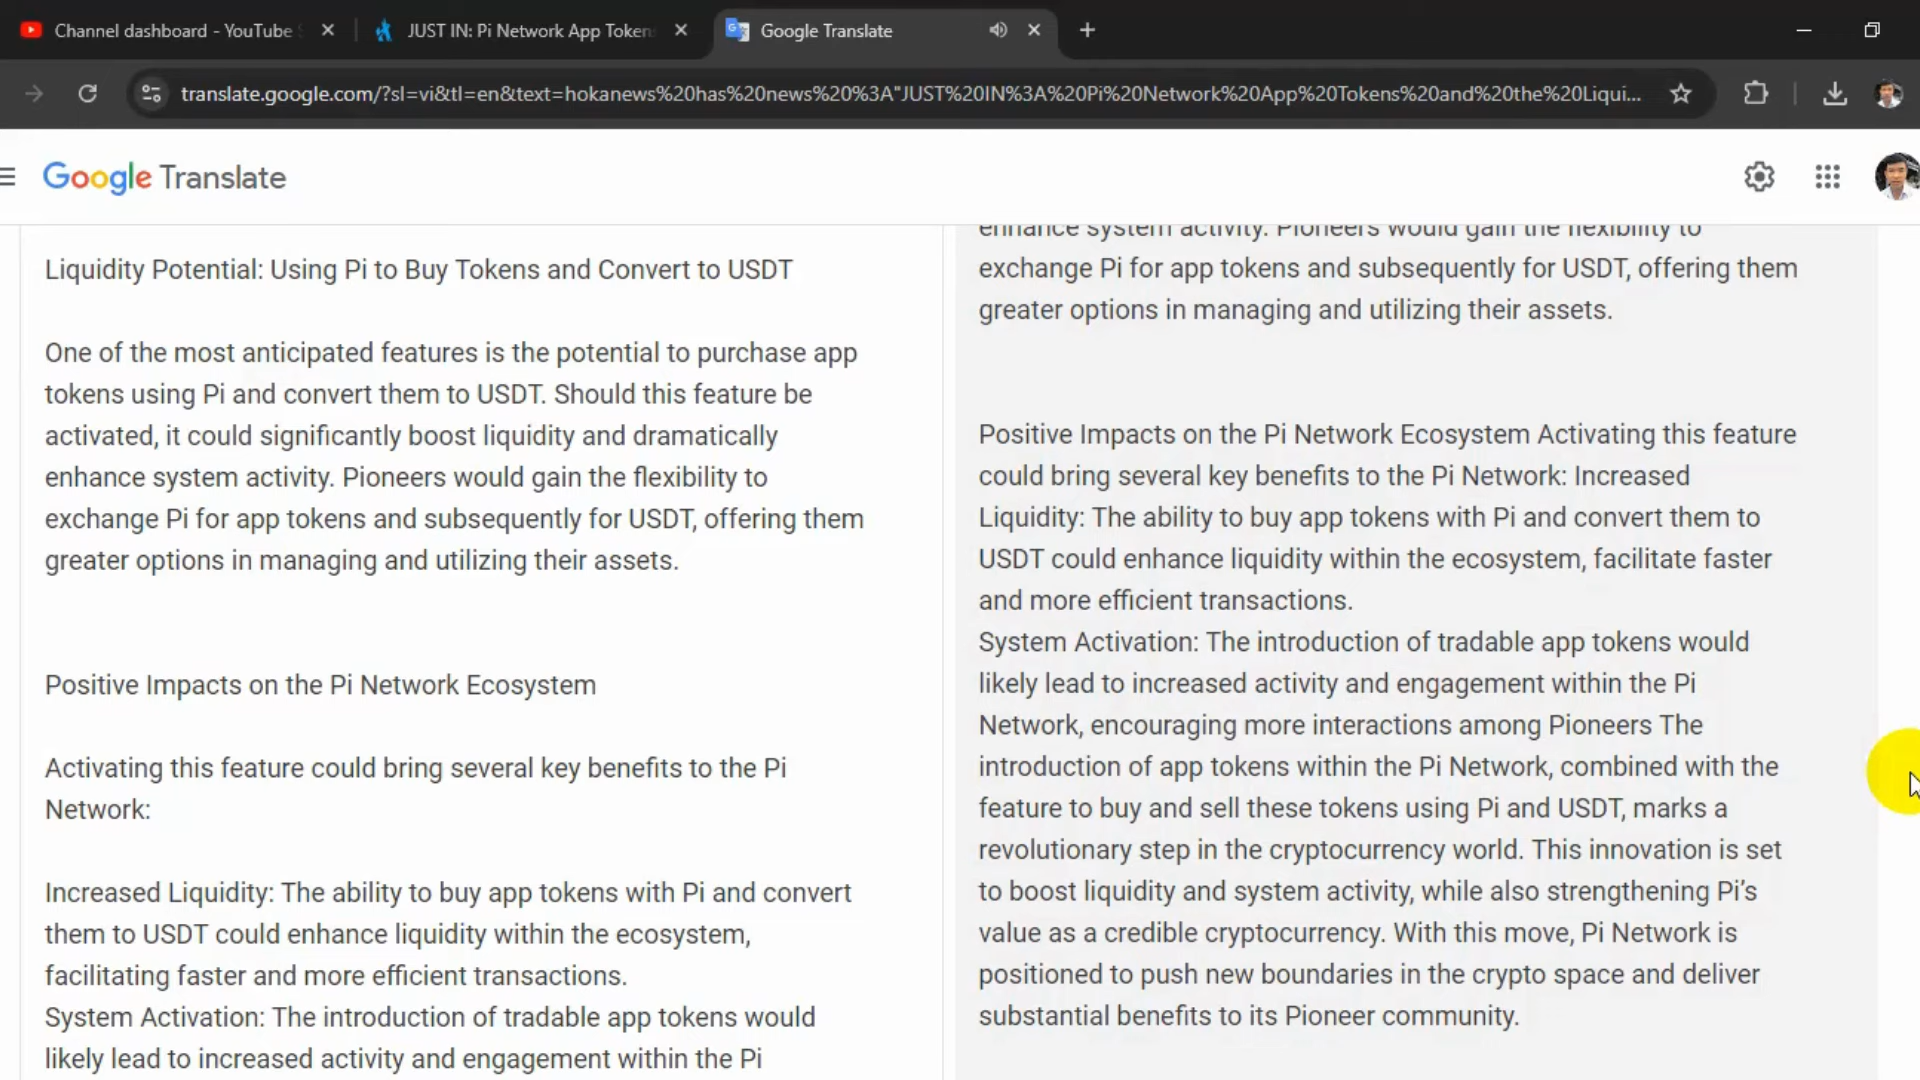 Channel dashboard - YouTube
JUST IN: Pi Network App Token
Google Translate
translate.google.com/?sl=vi&tl=en&text=hokanews%20has%20news%20%3A"JUST%20IN%3A%20Pi%20Network%20App%20Tokens%20and%20the%20Liqui...
Google Translate
Liquidity Potential: Using Pi to Buy Tokens and Convert to USDT
One of the most anticipated features is the potential to purchase app
tokens using Pi and convert them to USDT. Should this feature be
activated, it could significantly boost liquidity and dramatically
enhance system activity. Pioneers would gain the flexibility to
exchange Pi for app tokens and subsequently for USDT, offering them
greater options in managing and utilizing their assets.
Positive Impacts on the Pi Network Ecosystem
Activating this feature could bring several key benefits to the Pi
Network:
Increased Liquidity: The ability to buy app tokens with Pi and convert
them to USDT could enhance liquidity within the ecosystem,
facilitating faster and more efficient transactions.
System Activation: The introduction of tradable app tokens would
likely lead to increased activity and engagement within the Pi
enhance system activity. Pioneers would gain the flexibility to
exchange Pi for app tokens and subsequently for USDT, offering them
greater options in managing and utilizing their assets.
Positive Impacts on the Pi Network Ecosystem Activating this feature
could bring several key benefits to the Pi Network: Increased
Liquidity: The ability to buy app tokens with Pi and convert them to
USDT could enhance liquidity within the ecosystem, facilitate faster
and more efficient transactions.
System Activation: The introduction of tradable app tokens would
likely lead to increased activity and engagement within the Pi
Network, encouraging more interactions among Pioneers The
introduction of app tokens within the Pi Network, combined with the
feature to buy and sell these tokens using Pi and USDT, marks a
revolutionary step in the cryptocurrency world. This innovation is set
to boost liquidity and system activity, while also strengthening Pi’s
value as a credible cryptocurrency. With this move, Pi Network is
positioned to push new boundaries in the crypto space and deliver
substantial benefits to its Pioneer community.